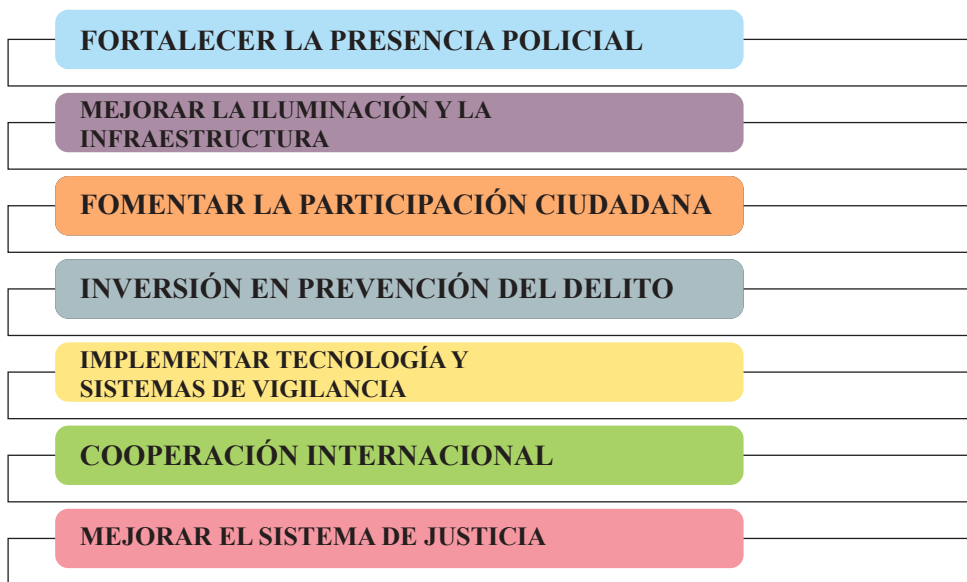 FORTALECER LA PRESENCIA POLICIAL
MEJORAR LA ILUMINACIÓN Y LA
INFRAESTRUCTURA
FOMENTAR LA PARTICIPACIÓN CIUDADANA
INVERSIÓN EN PREVENCIÓN DEL DELITO
IMPLEMENTAR TECNOLOGÍA Y
SISTEMAS DE VIGILANCIA
COOPERACIÓN INTERNACIONAL
MEJORAR EL SISTEMA DE JUSTICIA